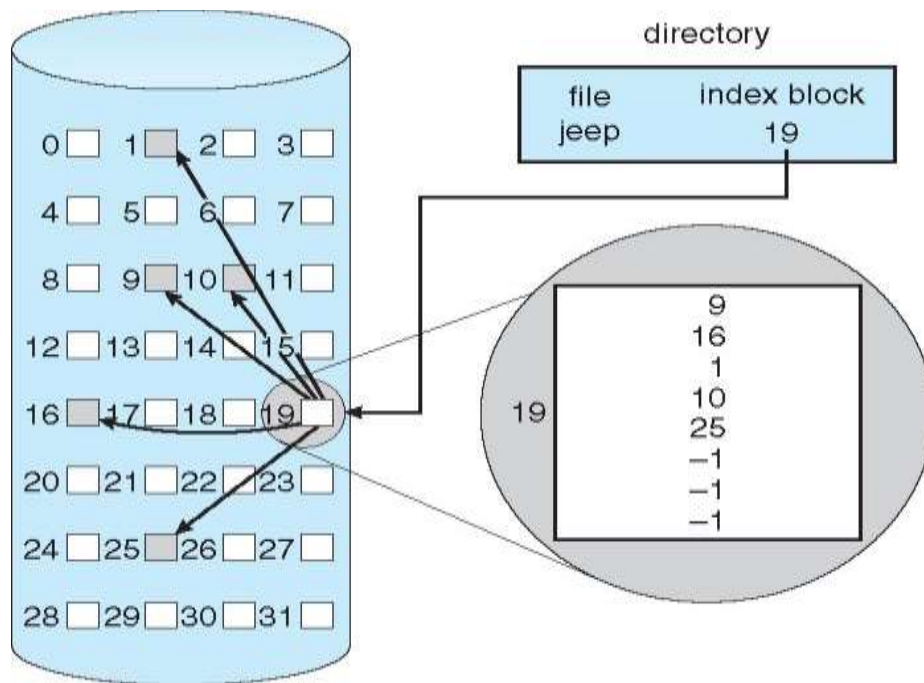 directory
file index block
jeep 19
0 1 2 3
4 5 6 7
8 9 10 11
12 13 14 15
16 17 18 19
20 21 22 23
24 25 26 27
28 29 30 31
19
9
16
1
10
25
–1
–1
–1